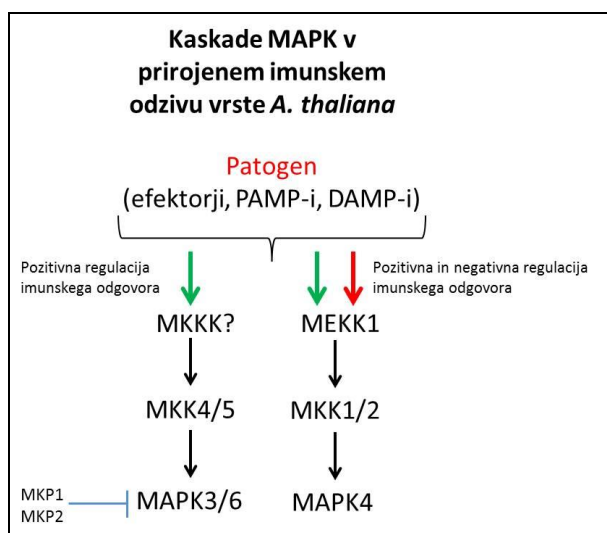 Kaskade MAPK v
prirojenem imunskem
odzivu vrste A. thaliana
Patogen
(efektorji, PAMP-i, DAMP-i)
Pozitivna regulacija
imunskega odgovora
Pozitivna in negativna regulacija
imunskega odgovora
MKKK?
MEKK1
MKK4/5
MKK1/2
MKP1
MKP2
MAPK3/6
MAPK4